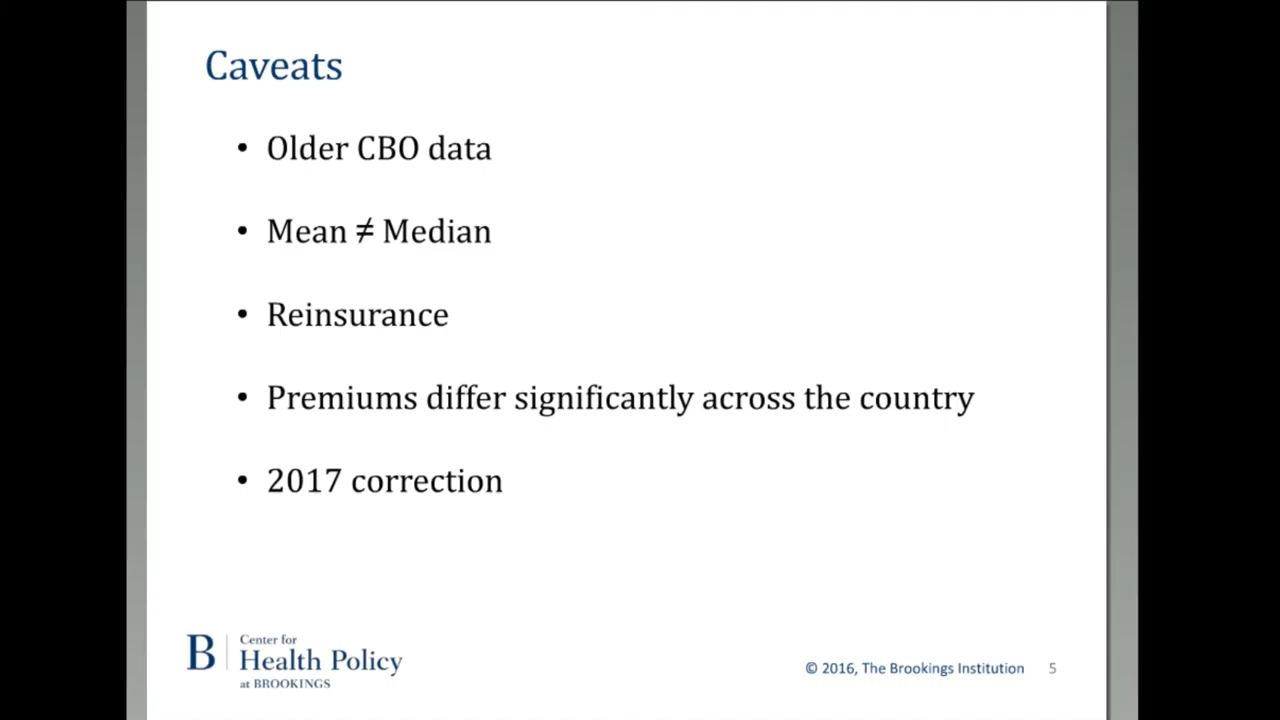 Caveats
• Older CBO data
• Mean ≠ Median
• Reinsurance
• Premiums differ significantly across the country
• 2017 correction
B
Center for
Health Policy
at BROOKINGS
© 2016, The Brookings Institution 5